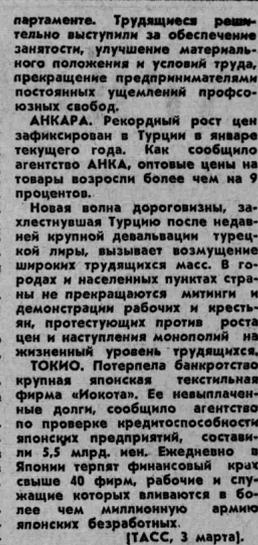 партаменте. Трудящиеся реши-
тельно выступили за обеспечение
занятости, улучшение материаль-
ного положения и условий труда,
прекращение предпринимателями
постоянных ущемлений профсо-
юзных свобод.
АНКАРА. Рекордный рост цен
зафиксирован в Турции в январе
текущего года. Как сообщило
агентство АНКА, оптовые цены на
товары возросли более чем на 9
процентов.
Новая волна дороговизны, за-
хлестнувшая Турцию после недав-
ней крупной девальвации турец-
кой лиры, вызывает возмущение
широких трудящихся масс. В го-
родах и населенных пунктах стра-
ны не прекращаются митинги и
демонстрации рабочих и кресть-
ян, протестующих против роста
цен и наступления монополий на
жизненный уровень трудящихся.
ТОКИО. Потерпела банкротство
крупная японская текстильная
фирма «Иокота». Ее невыплачен-
ные долги, сообщило агентство
по проверке кредитоспособности
японских предприятий, состави-
ли 5,5 млрд. иен. Ежедневно в
Японии терпят финансовый крах
свыше 40 фирм, рабочие и слу-
жащие которых вливаются в бо-
лее чем миллионную армию
японских безработных.
(ТАСС, 3 марта).